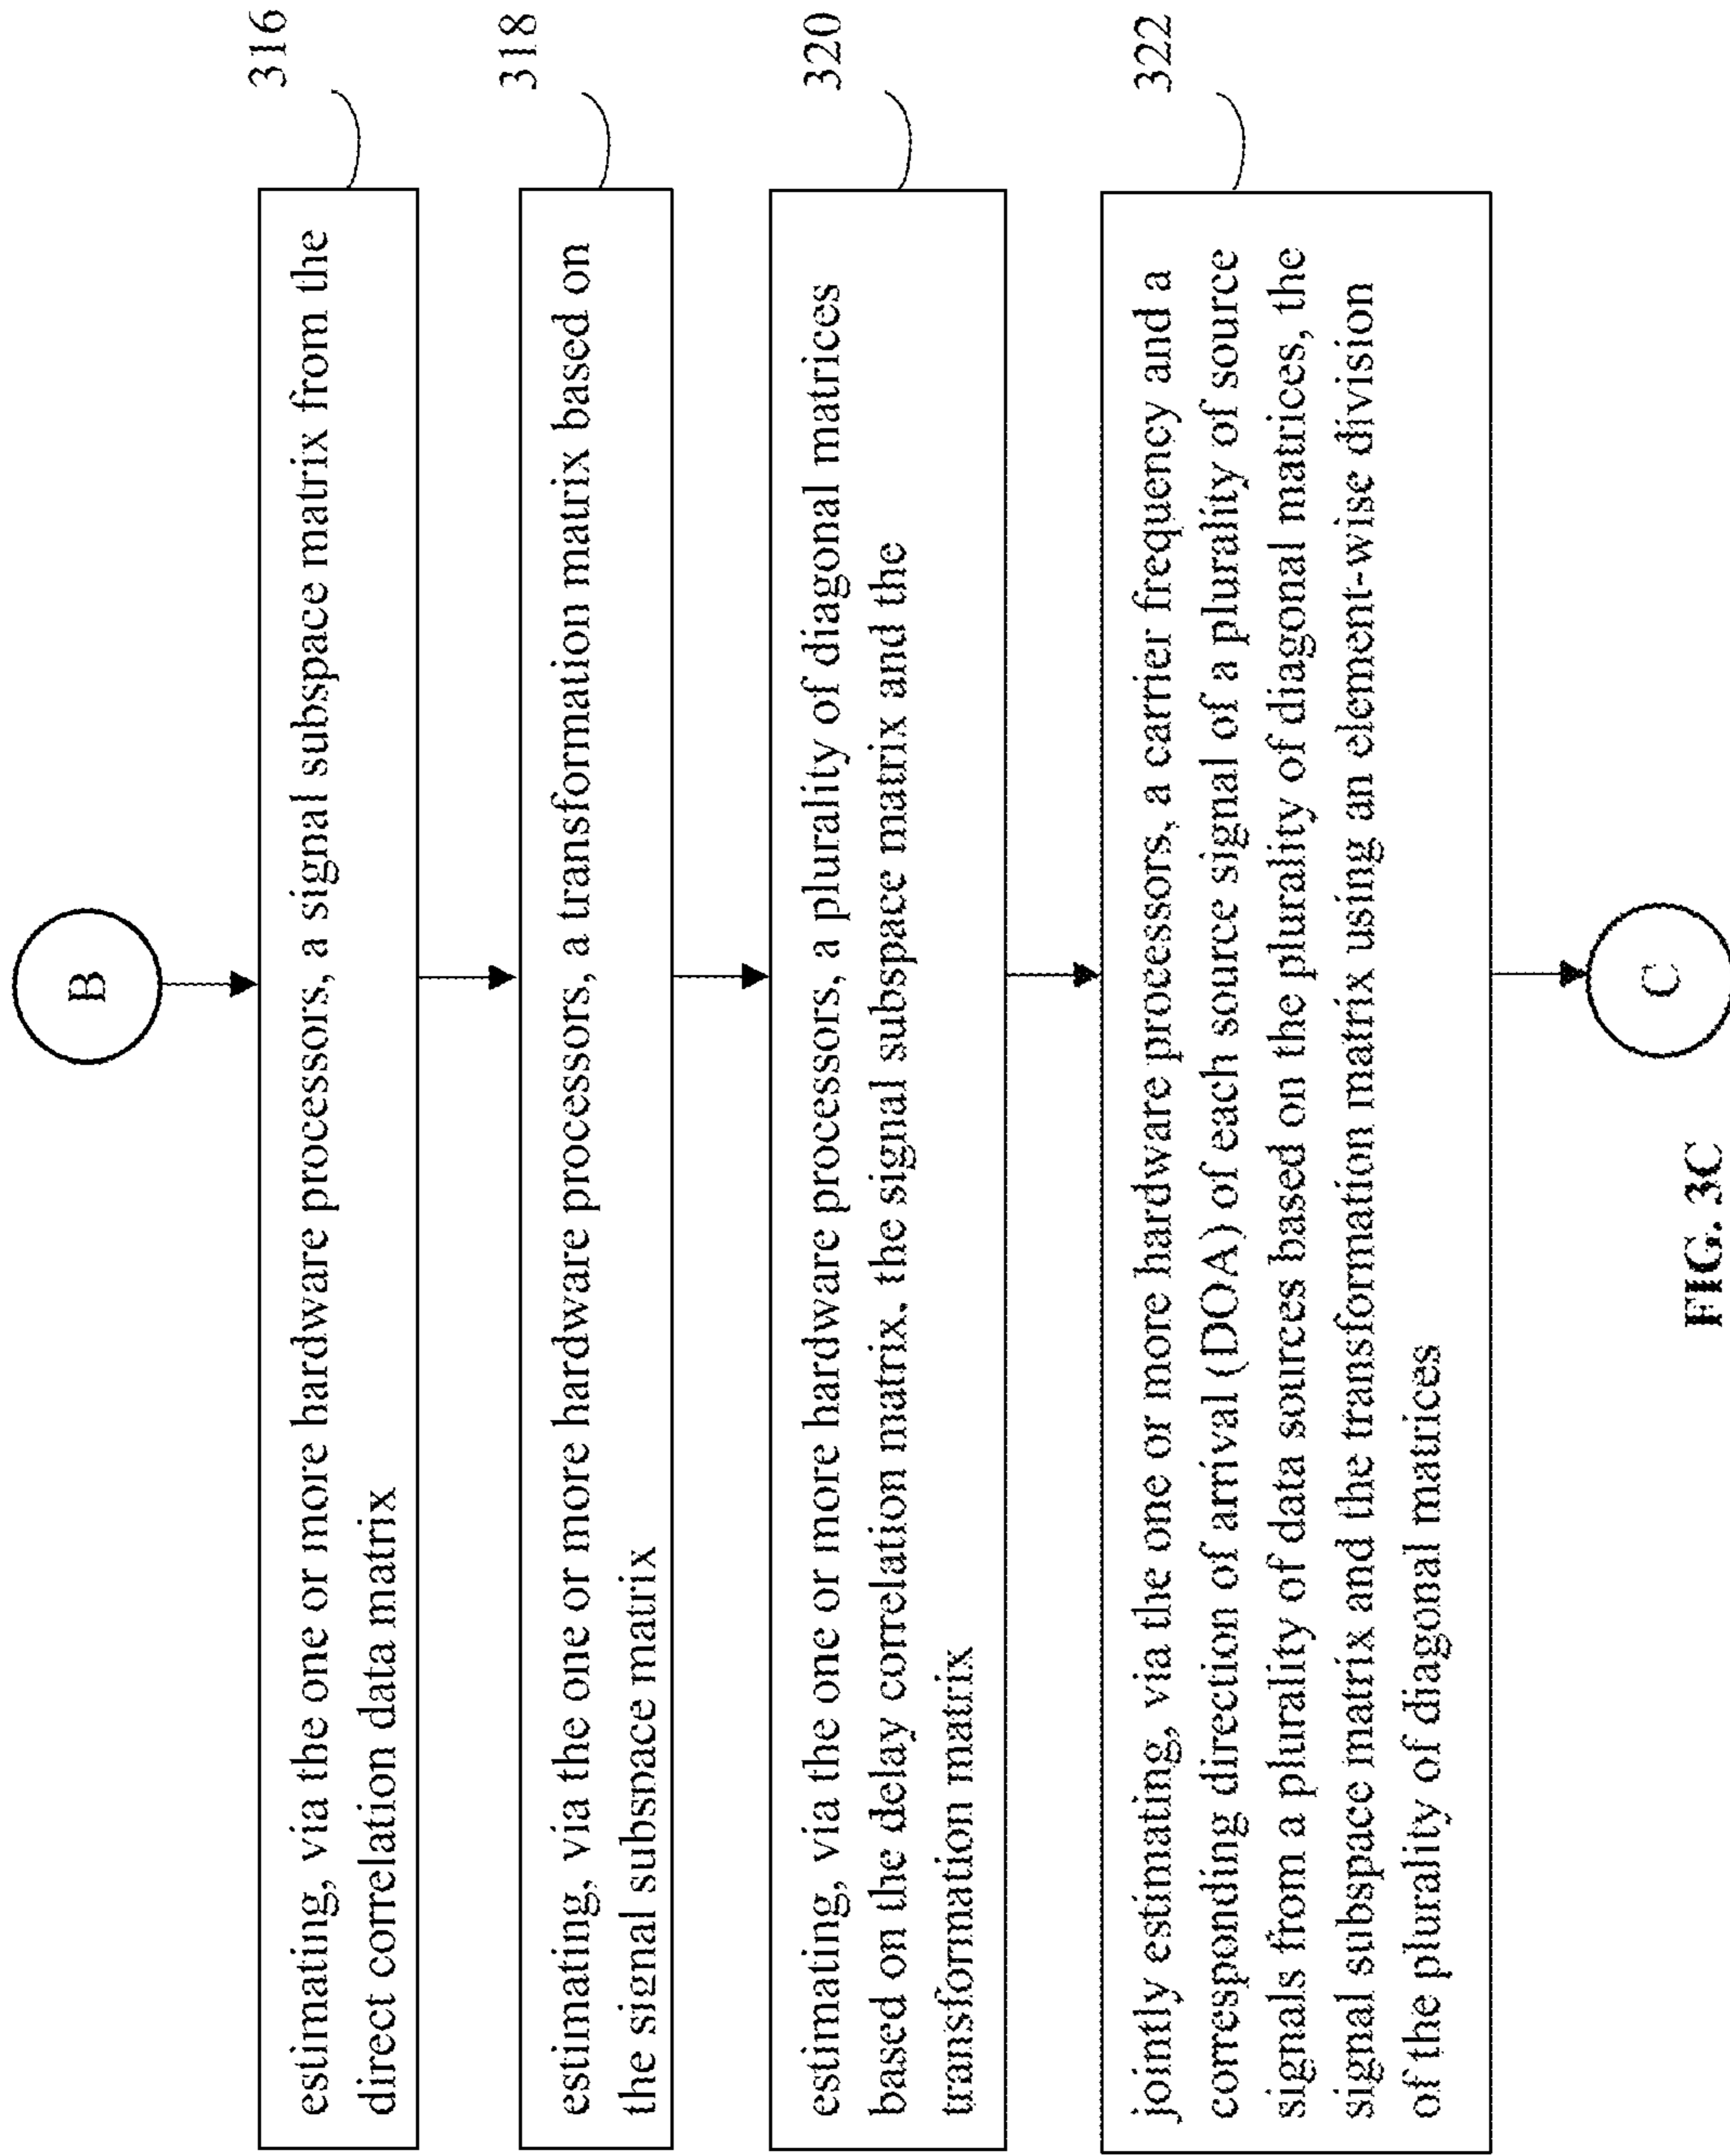 B
316
estimating, via the one or more hardware processors, a signal subspace matrix from the
direct correlation data matrix
318
estimating, via the one or more hardware processors, a transformation matrix based on
the signal subspace matrix
320
estimating, via the one or more hardware processors, a plurality of diagonal matrices
based on the delay correlation matrix, the signal subspace matrix and the
transformation matrix
322
jointly estimating, via the one or more hardware processors, a carrier frequency and a
corresponding direction of arrival (DOA) of each source signal of a plurality of source
signals from a plurality of data sources based on the plurality of diagonal matrices, the
signal subspace matrix and the transformation matrix using an element-wise division
of the plurality of diagonal matrices
C
FIG. 3C